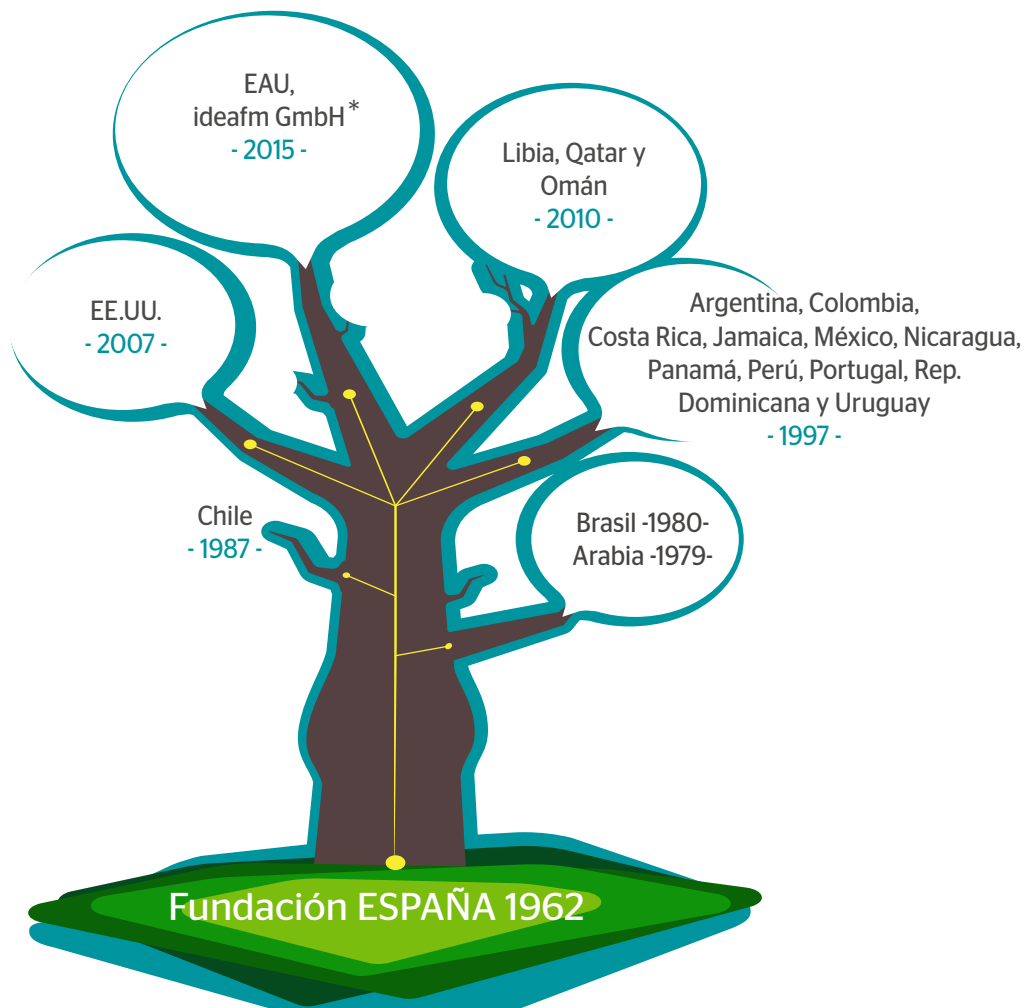 EAU,
ideafm GmbH*
- 2015 -
Libia, Qatar y
Omán
- 2010 -
EE.UU.
- 2007 -
Argentina, Colombia,
Costa Rica, Jamaica, México, Nicaragua,
Panamá, Perú, Portugal, Rep.
Dominicana y Uruguay
- 1997 -
Chile
- 1987 -
Brasil -1980-
Arabia -1979-
Fundación ESPAÑA 1962